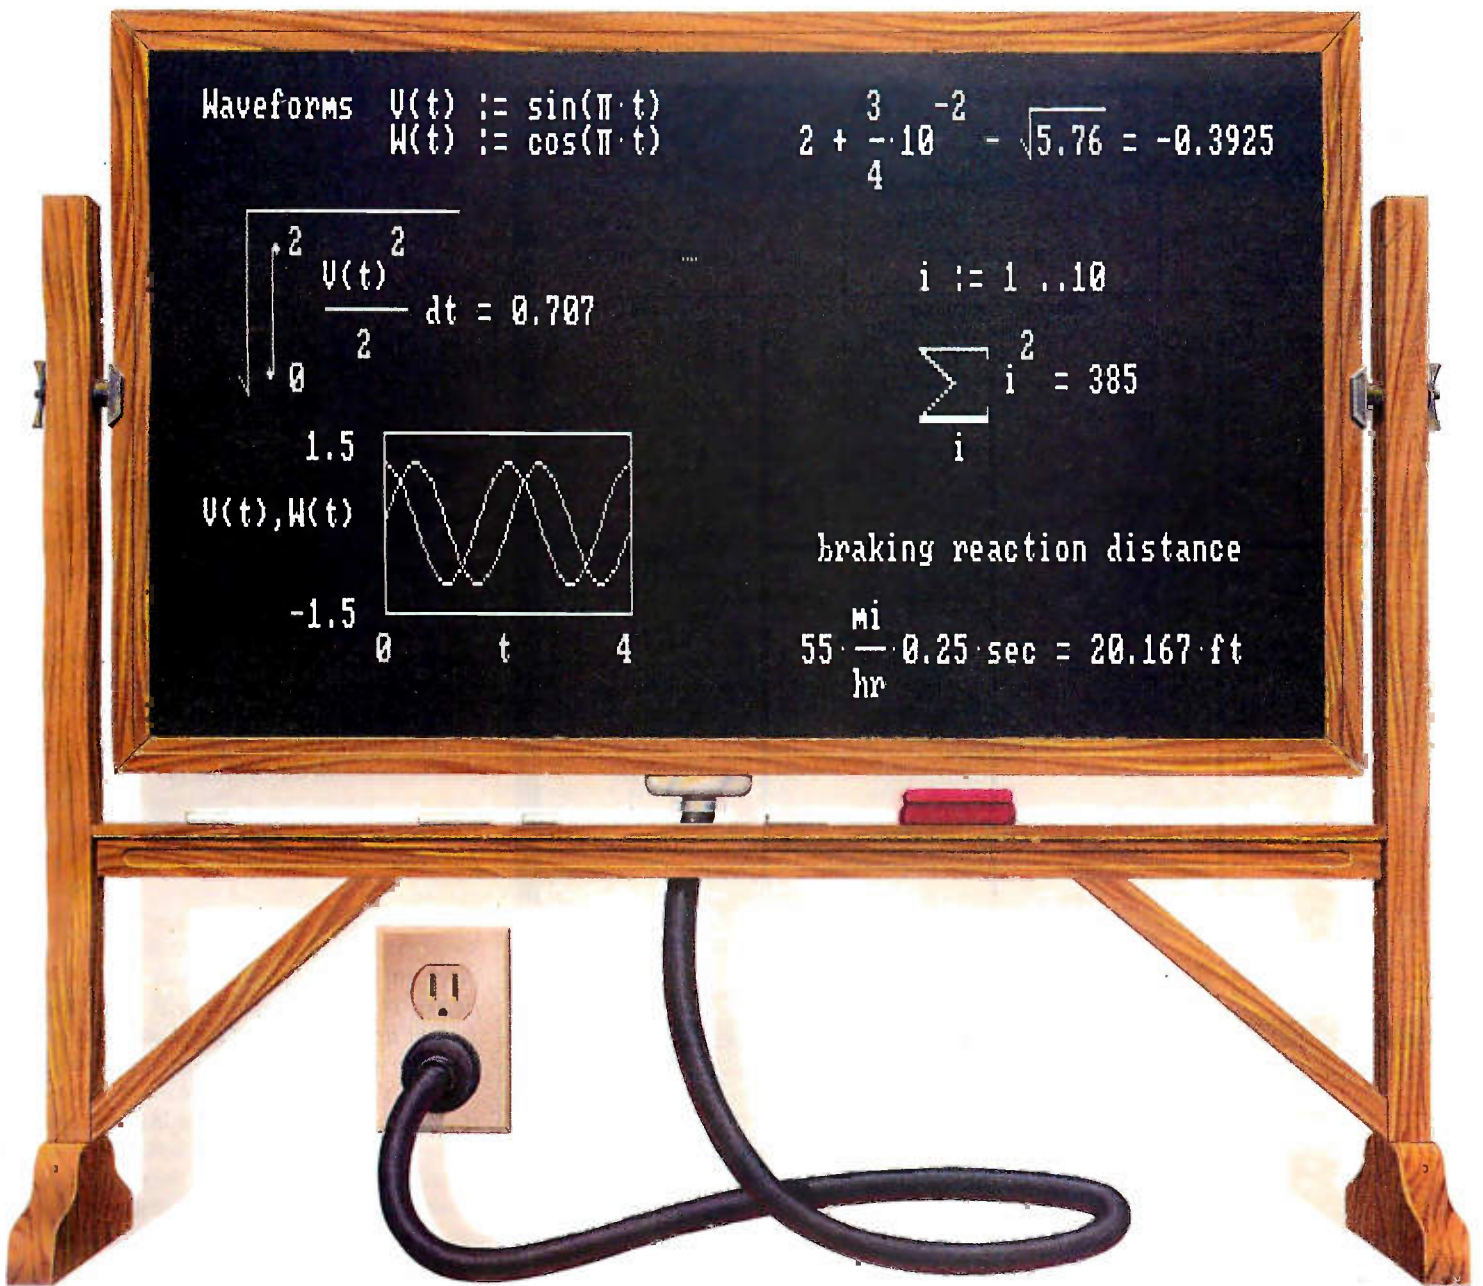 Waveforms V(t) := sin(π·t)
W(t) := cos(π·t)
2 + 3/4·10^-2 - √5.76 = -0.3925
√∫_0^2 V(t)^2/2 dt = 0.707
i := 1 ..10
∑_i i^2 = 385
1.5
V(t),W(t)
-1.5
0 t 4
braking reaction distance
55·mi/hr·0.25·sec = 20.167·ft